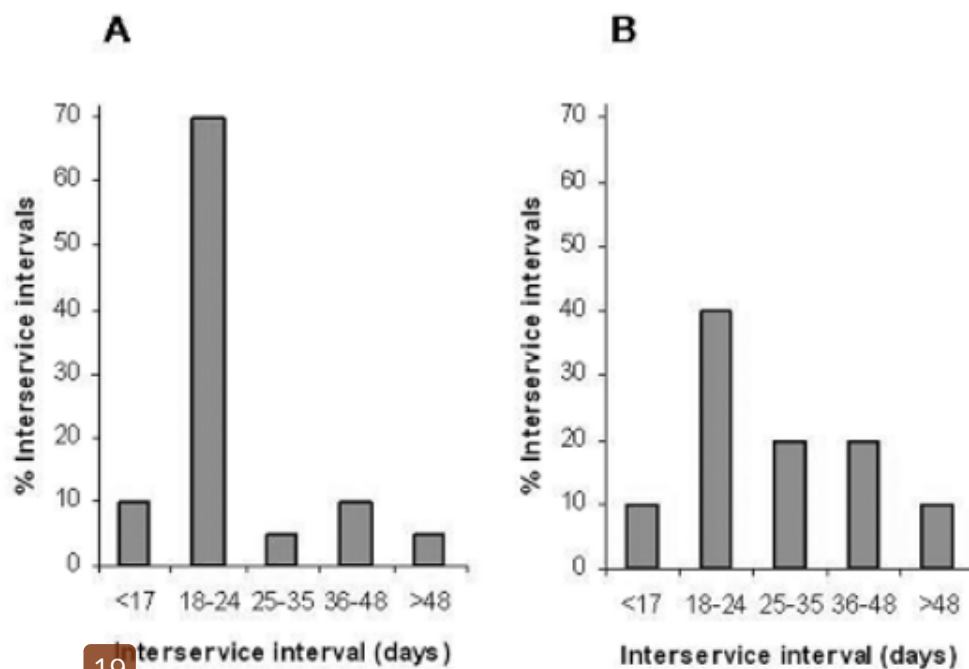 A
B
% Interservice intervals
70
60
50
40
30
20
10
0
<17 18-24 25-35 36-48 >48
Interservice interval (days)
19
% Interservice intervals
70
60
50
40
30
20
10
0
<17 18-24 25-35 36-48 >48
Interservice interval (days)